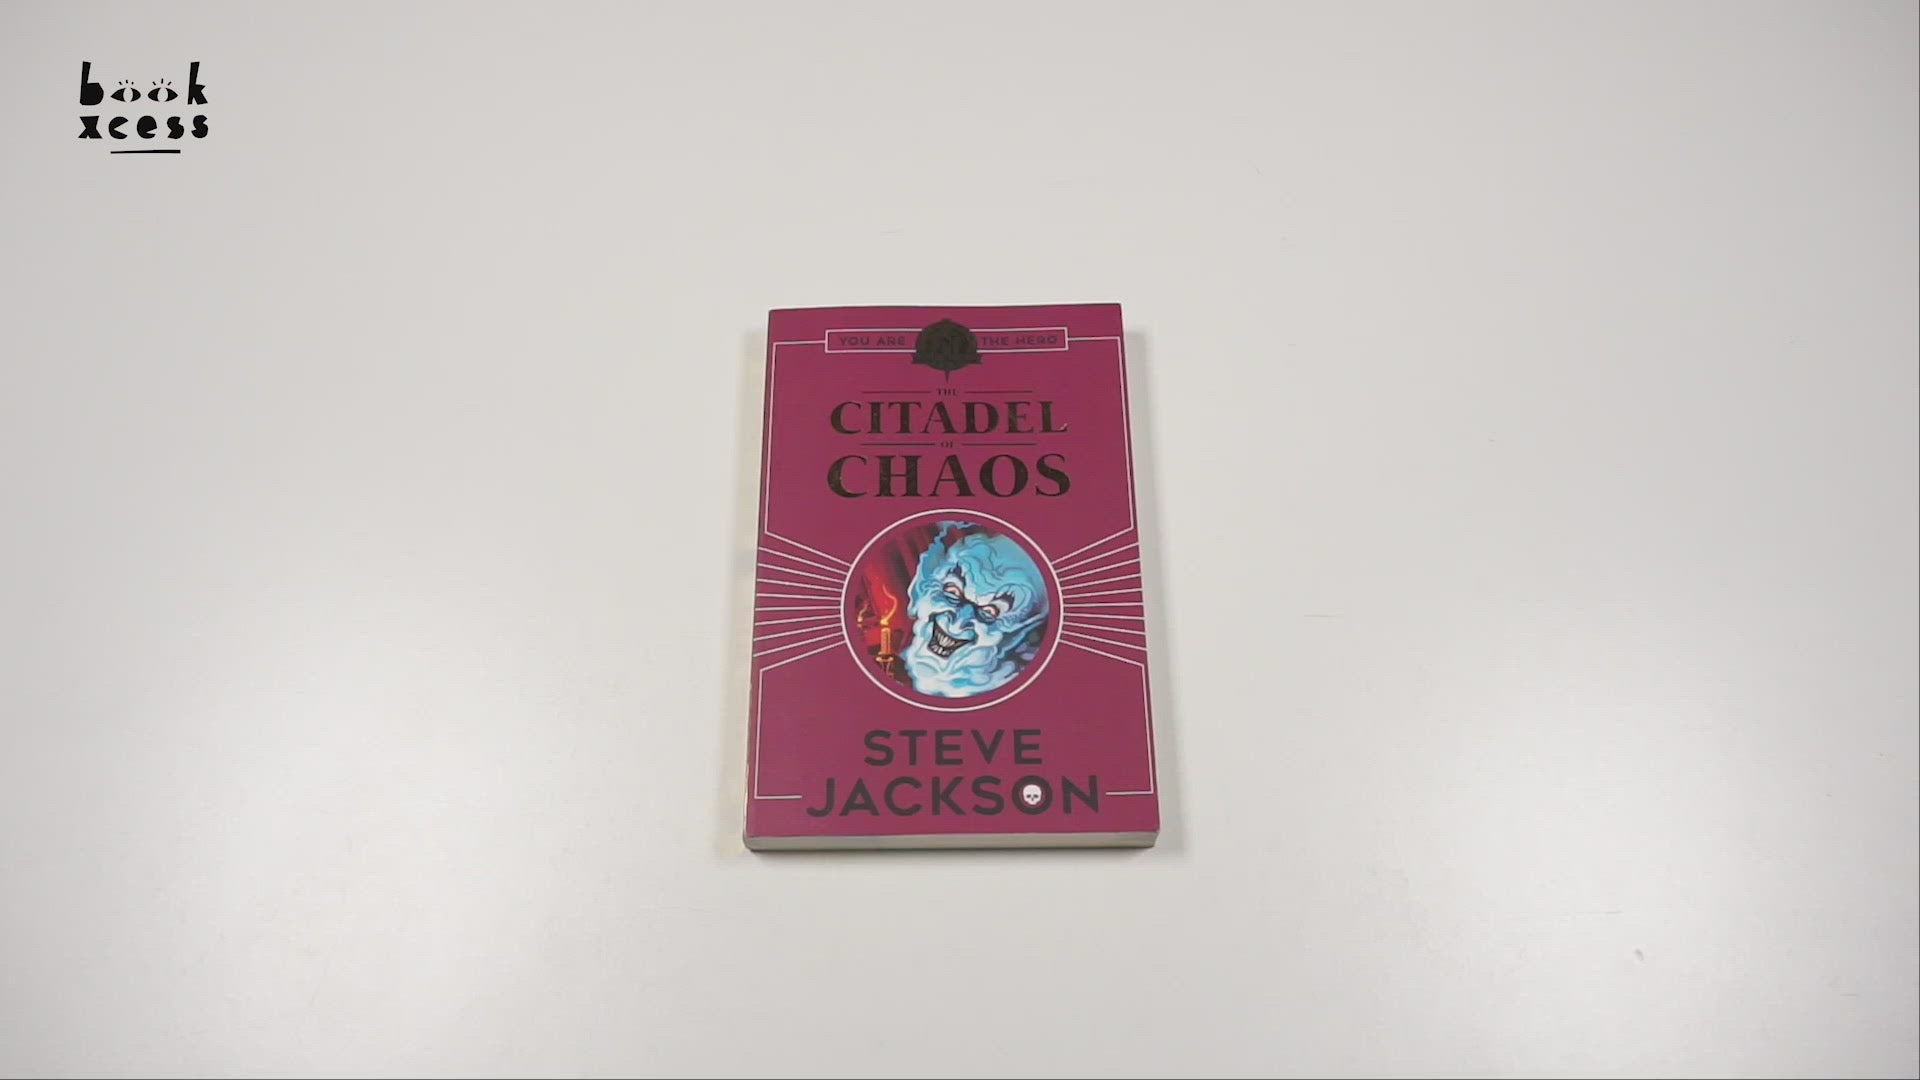 book
xcess
YOU ARE THE HERO
THE
CITADEL
OF
CHAOS
STEVE
JACKSON